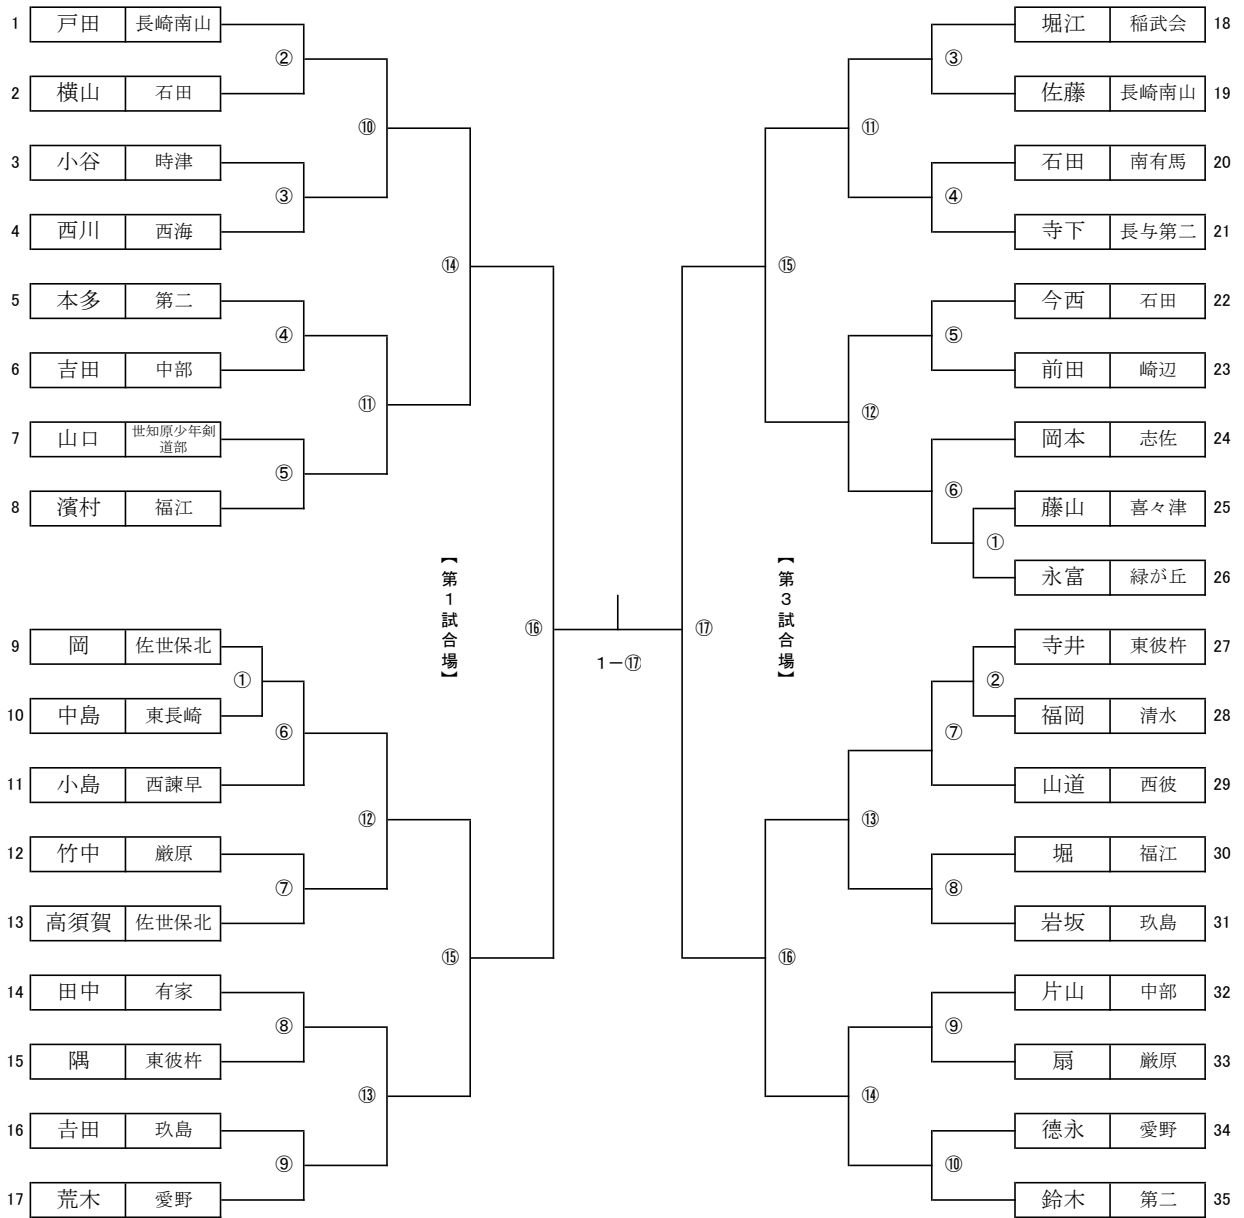 1 戸田 長崎南山
②
2 横山 石田
⑩
3 小谷 時津
③
4 西川 西海
⑭
5 本多 第二
④
6 吉田 中部
⑪
7 山口 世知原少年剣
道部
⑤
8 濱村 福江
【第1試合場】
⑯
9 岡 佐世保北
①
10 中島 東長崎
⑥
11 小島 西諫早
⑫
12 竹中 厳原
⑦
13 高須賀 佐世保北
⑮
14 田中 有家
⑧
15 隅 東彼杵
⑬
16 𠮷田 玖島
⑨
17 荒木 愛野
1-⑰
堀江 稲武会 18
③
佐藤 長崎南山 19
⑪
石田 南有馬 20
④
寺下 長与第二 21
⑮
今西 石田 22
⑤
前田 崎辺 23
⑫
岡本 志佐 24
⑥
藤山 喜々津 25
①
永富 緑が丘 26
【第3試合場】
⑰
寺井 東彼杵 27
②
福岡 清水 28
⑦
山道 西彼 29
⑬
堀 福江 30
⑧
岩坂 玖島 31
⑯
片山 中部 32
⑨
扇 厳原 33
⑭
德永 愛野 34
⑩
鈴木 第二 35